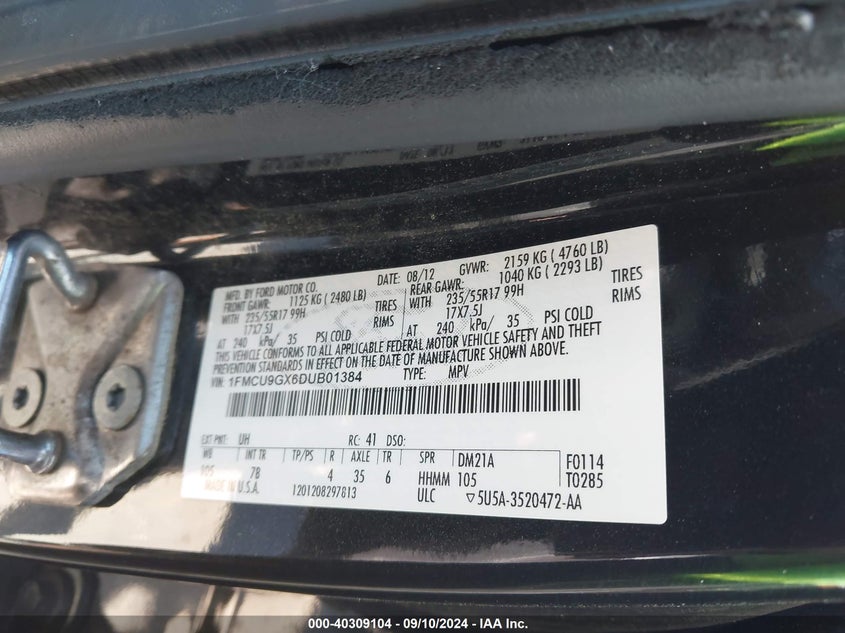 MFD. BY FORD MOTOR CO. DATE: 08/12 GVWR: 2159 KG ( 4760 LB)
FRONT GAWR: 1125 KG ( 2480 LB) REAR GAWR: 1040 KG ( 2293 LB)
WITH 235/55R17 99H TIRES WITH 235/55R17 99H TIRES
17X7.5J RIMS 17X7.5J RIMS
AT 240 kPa/ 35 PSI COLD AT 240 kPa/ 35 PSI COLD
THIS VEHICLE CONFORMS TO ALL APPLICABLE FEDERAL MOTOR VEHICLE SAFETY AND THEFT
PREVENTION STANDARDS IN EFFECT ON THE DATE OF MANUFACTURE SHOWN ABOVE.
VIN: 1FMCU9GX6DUB01384 TYPE: MPV
EXT PNT: UH RC: 41 DSO:
WB INT TR TP/PS R AXLE TR SPR DM21A F0114
105 78 4 35 6 HHMM 105 T0285
MADE IN U.S.A. 1201208297813 ULC ▽5U5A-3520472-AA
000-40309104 - 09/10/2024 - IAA Inc.